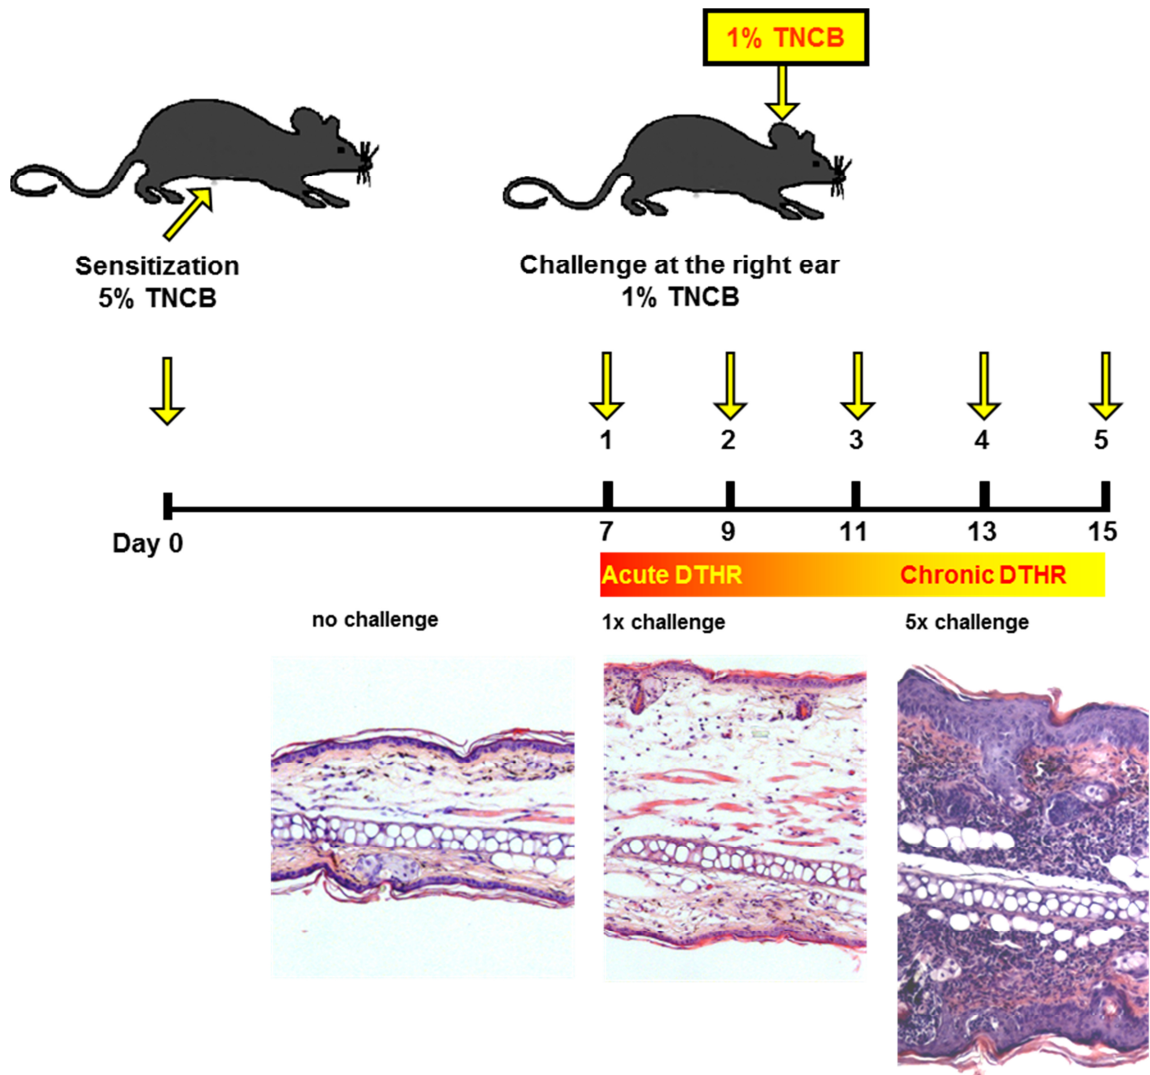 1% TNCB
Sensitization
5% TNCB
Challenge at the right ear
1% TNCB
1 2 3 4 5
Day 0 7 9 11 13 15
Acute DTHR Chronic DTHR
no challenge 1x challenge 5x challenge